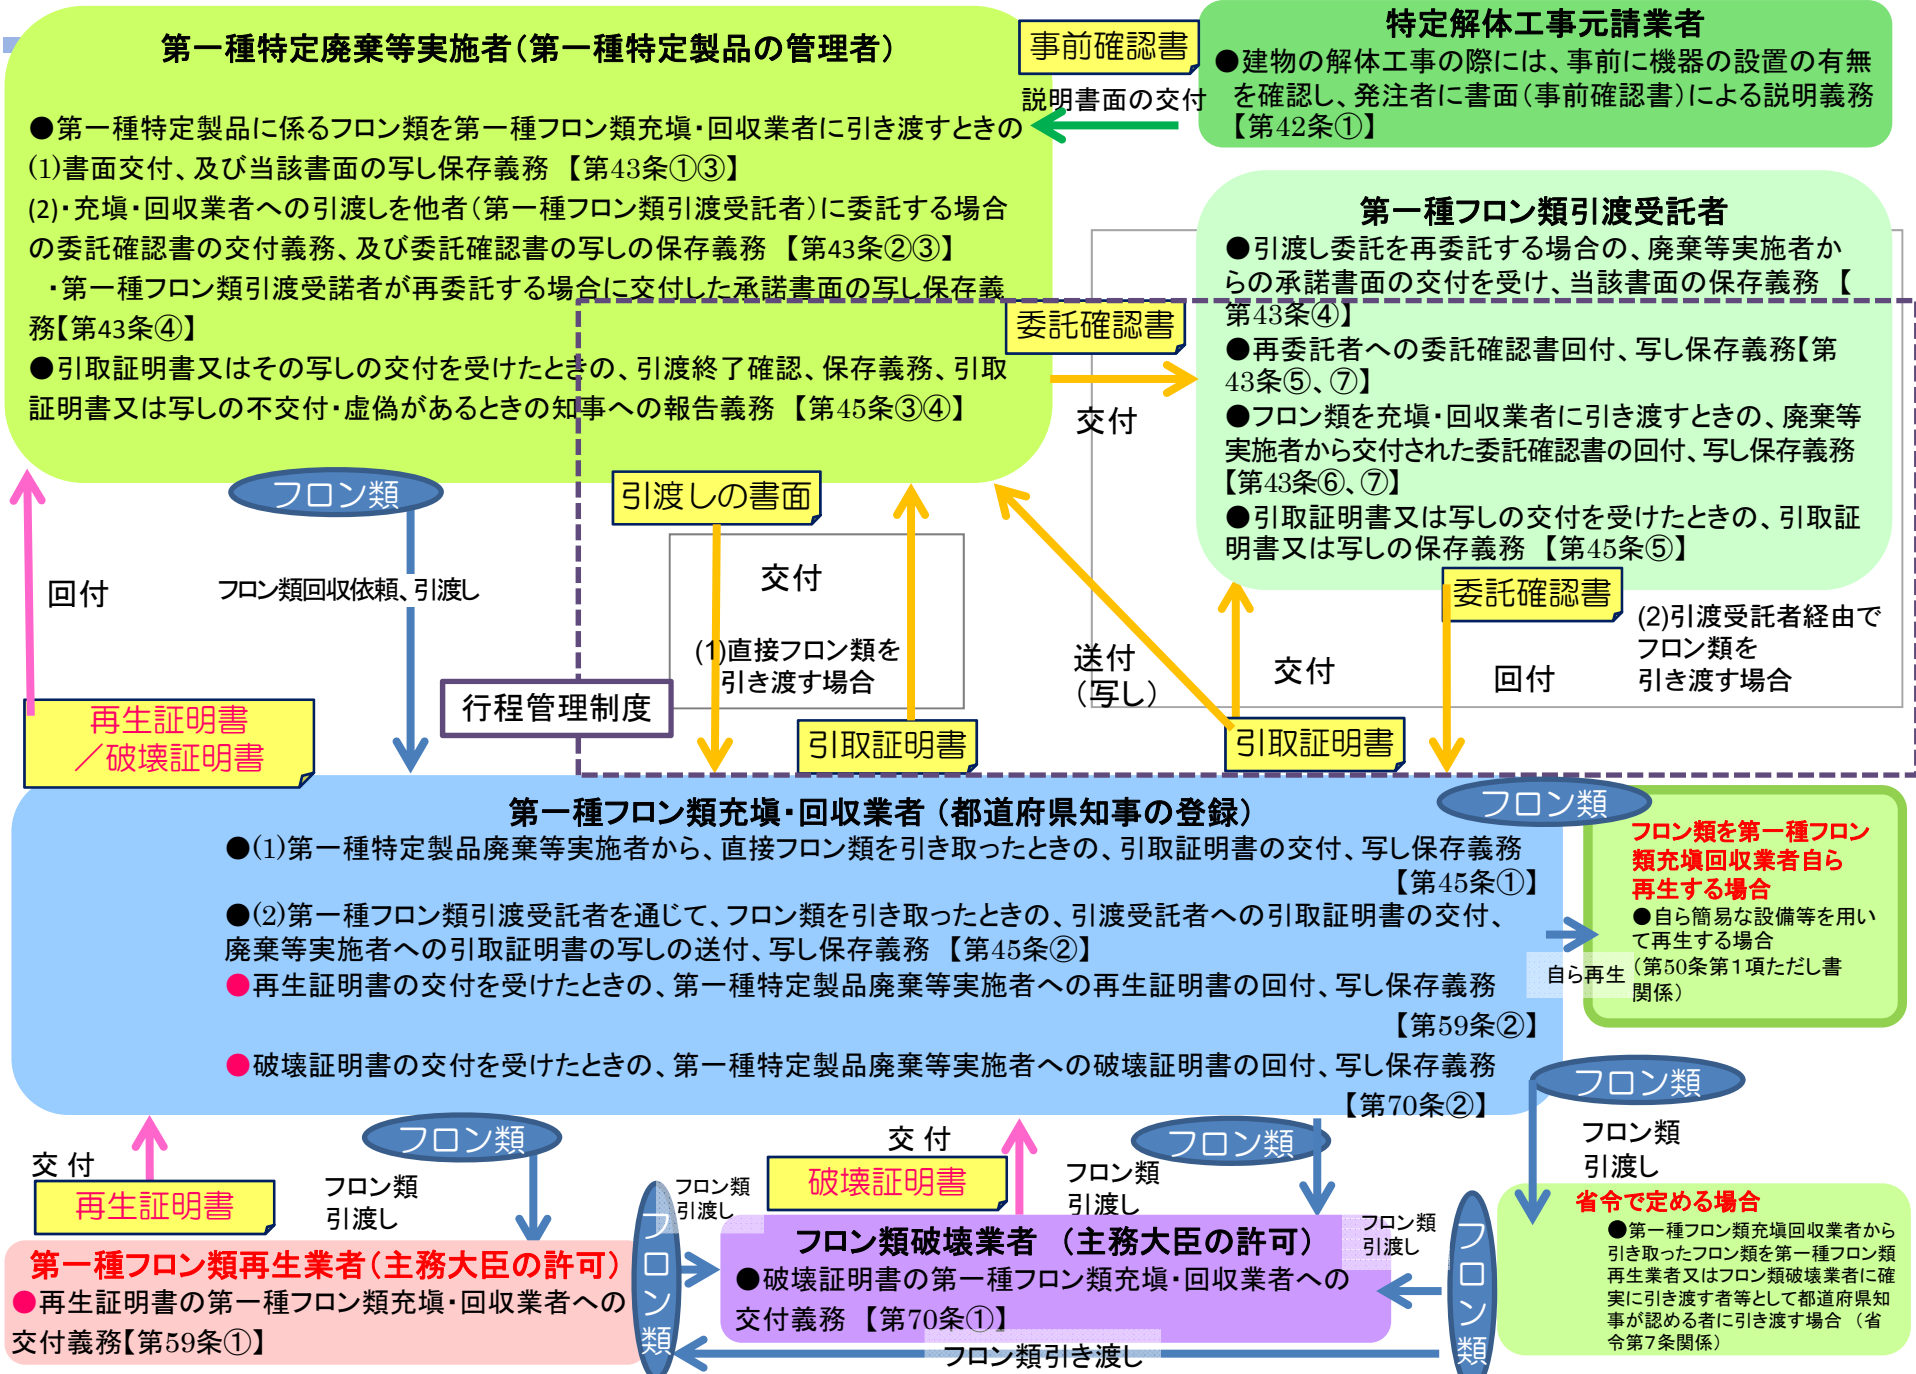 第一種特定廃棄等実施者（第一種特定製品の管理者）
●第一種特定製品に係るフロン類を第一種フロン類充塡・回収業者に引き渡すときの
(1)書面交付、及び当該書面の写し保存義務 【第43条①③】
(2)・充塡・回収業者への引渡しを他者（第一種フロン類引渡受託者）に委託する場合
の委託確認書の交付義務、及び委託確認書の写しの保存義務 【第43条②③】
・第一種フロン類引渡受諾者が再委託する場合に交付した承諾書面の写し保存義
務【第43条④】
●引取証明書又はその写しの交付を受けたときの、引渡終了確認、保存義務、引取
証明書又は写しの不交付・虚偽があるときの知事への報告義務 【第45条③④】
事前確認書
説明書面の交付
特定解体工事元請業者
●建物の解体工事の際には、事前に機器の設置の有無
を確認し、発注者に書面（事前確認書）による説明義務
【第42条①】
第一種フロン類引渡受託者
●引渡し委託を再委託する場合の、廃棄等実施者か
らの承諾書面の交付を受け、当該書面の保存義務 【
第43条④】
●再委託者への委託確認書回付、写し保存義務【第
43条⑤、⑦】
●フロン類を充塡・回収業者に引き渡すときの、廃棄等
実施者から交付された委託確認書の回付、写し保存義務
【第43条⑥、⑦】
●引取証明書又は写しの交付を受けたときの、引取証
明書又は写しの保存義務 【第45条⑤】
委託確認書
交付
フロン類
引渡しの書面
回付
フロン類回収依頼、引渡し
交付
(1)直接フロン類を
引き渡す場合
行程管理制度
送付
（写し）
交付
委託確認書
回付
(2)引渡受託者経由で
フロン類を
引き渡す場合
再生証明書
／破壊証明書
引取証明書
引取証明書
第一種フロン類充塡・回収業者（都道府県知事の登録）
●(1)第一種特定製品廃棄等実施者から、直接フロン類を引き取ったときの、引取証明書の交付、写し保存義務
【第45条①】
●(2)第一種フロン類引渡受託者を通じて、フロン類を引き取ったときの、引渡受託者への引取証明書の交付、
廃棄等実施者への引取証明書の写しの送付、写し保存義務 【第45条②】
●再生証明書の交付を受けたときの、第一種特定製品廃棄等実施者への再生証明書の回付、写し保存義務
【第59条②】
●破壊証明書の交付を受けたときの、第一種特定製品廃棄等実施者への破壊証明書の回付、写し保存義務
【第70条②】
フロン類
フロン類を第一種フロン
類充塡回収業者自ら
再生する場合
●自ら簡易な設備等を用い
て再生する場合
（第50条第１項ただし書
関係）
自ら再生
フロン類
フロン類
引渡し
交 付
再生証明書
フロン類
フロン類
引渡し
フロン類
フロン類
引渡し
交 付
破壊証明書
フロン類
フロン類
引渡し
フロン類
引渡し
フロン類
第一種フロン類再生業者（主務大臣の許可）
●再生証明書の第一種フロン類充塡・回収業者への
交付義務【第59条①】
フロン類破壊業者 （主務大臣の許可）
●破壊証明書の第一種フロン類充塡・回収業者への
交付義務 【第70条①】
フロン類引き渡し
省令で定める場合
●第一種フロン類充塡回収業者から
引き取ったフロン類を第一種フロン類
再生業者又はフロン類破壊業者に確
実に引き渡す者等として都道府県知
事が認める者に引き渡す場合 （省
令第７条関係）